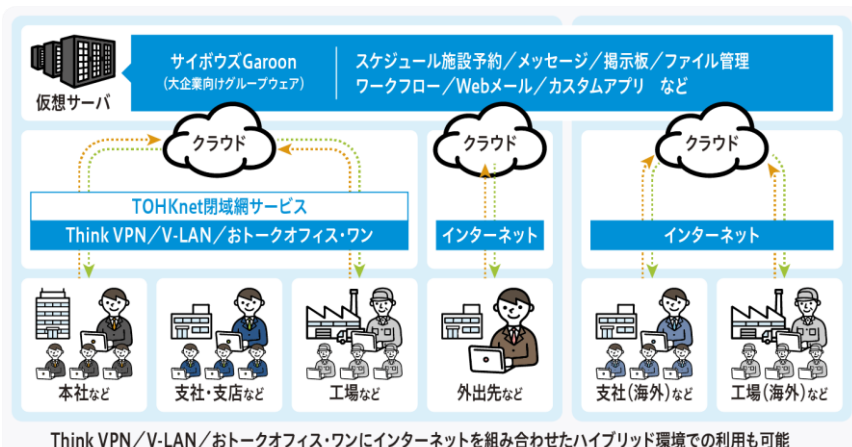 サイボウズGaroon
(大企業向けグループウェア)
スケジュール施設予約／メッセージ／掲示板／ファイル管理
ワークフロー／Webメール／カスタムアプリ など
仮想サーバ
クラウド
クラウド
クラウド
TOHKnet閉域網サービス
Think VPN／V-LAN／おトークオフィス・ワン
インターネット
インターネット
本社など
支社・支店など
工場など
外出先など
支社(海外)など
工場(海外)など
Think VPN／V-LAN／おトークオフィス・ワンにインターネットを組み合わせたハイブリッド環境での利用も可能